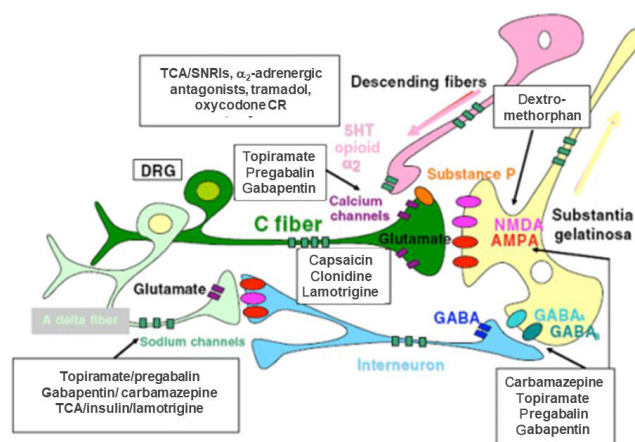 TCA/SNRIs, α2-adrenergic
antagonists, tramadol,
oxycodone CR
Descending fibers
Dextro-
methorphan
5HT
opioid
α2
DRG
Topiramate
Pregabalin
Gabapentin
Substance P
Calcium
channels
C fiber
Glutamate
NMDA
AMPA
Substantia
gelatinosa
Capsaicin
Clonidine
Lamotrigine
Glutamate
A delta fiber
Sodium channels
GABA
GABAA
GABAB
Interneuron
Topiramate/pregabalin
Gabapentin/ carbamazepine
TCA/insulin/lamotrigine
Carbamazepine
Topiramate
Pregabalin
Gabapentin